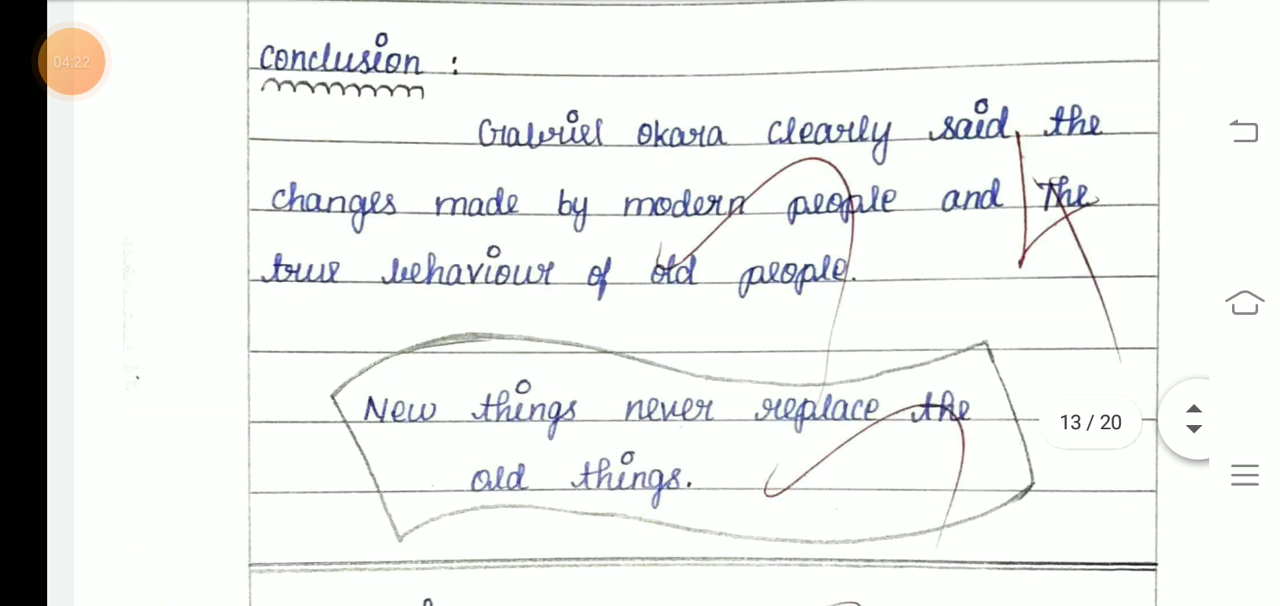 04:22
conclusion :
Gabriel okara clearly said, the
changes made by modern people and The
true behaviour of old people.
New things never replace the
old things.
13 / 20